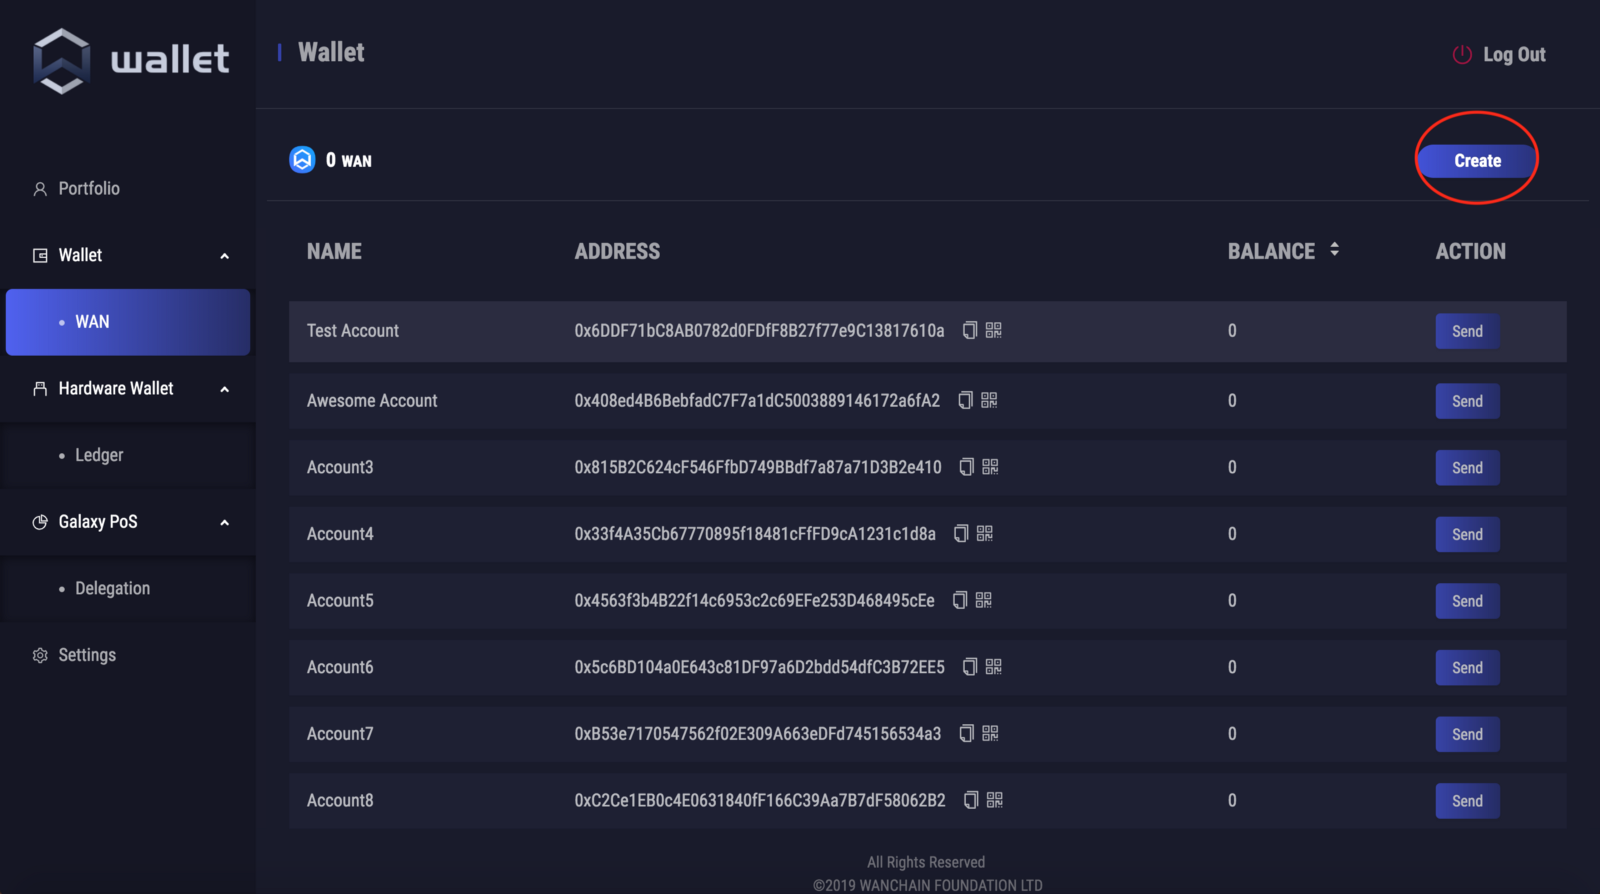 wallet
Wallet
Log Out
0 WAN
Create
Portfolio
Wallet
WAN
Hardware Wallet
Ledger
Galaxy PoS
Delegation
Settings
NAME ADDRESS BALANCE ACTION
Test Account 0x6DDF71bC8AB0782d0FDfF8B27f77e9C13817610a 0 Send
Awesome Account 0x408ed4B6BebfadC7F7a1dC5003889146172a6fA2 0 Send
Account3 0x815B2C624cF546FfbD749BBdf7a87a71D3B2e410 0 Send
Account4 0x33f4A35Cb67770895f18481cFfFD9cA1231c1d8a 0 Send
Account5 0x4563f3b4B22f14c6953c2c69EFe253D468495cEe 0 Send
Account6 0x5c6BD104a0E643c81DF97a6D2bdd54dfC3B72EE5 0 Send
Account7 0xB53e7170547562f02E309A663eDFd745156534a3 0 Send
Account8 0xC2Ce1EB0c4E0631840fF166C39Aa7B7dF58062B2 0 Send
All Rights Reserved
©2019 WANCHAIN FOUNDATION LTD